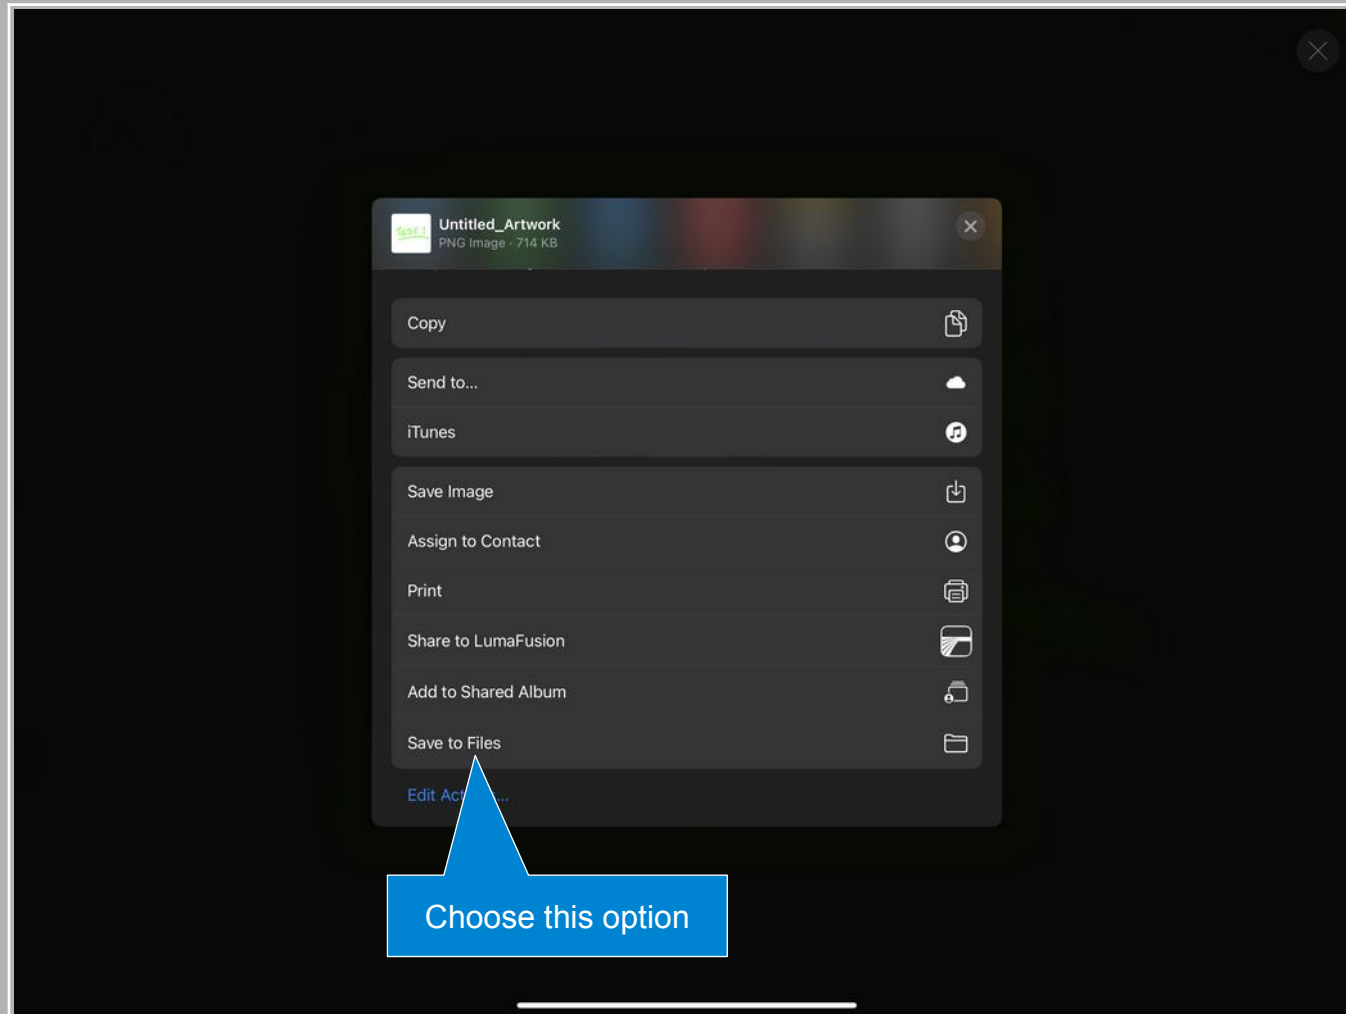 Untitled_Artwork
PNG Image · 714 KB
Copy
Send to...
iTunes
Save Image
Assign to Contact
Print
Share to LumaFusion
Add to Shared Album
Save to Files
Edit
Choose this option